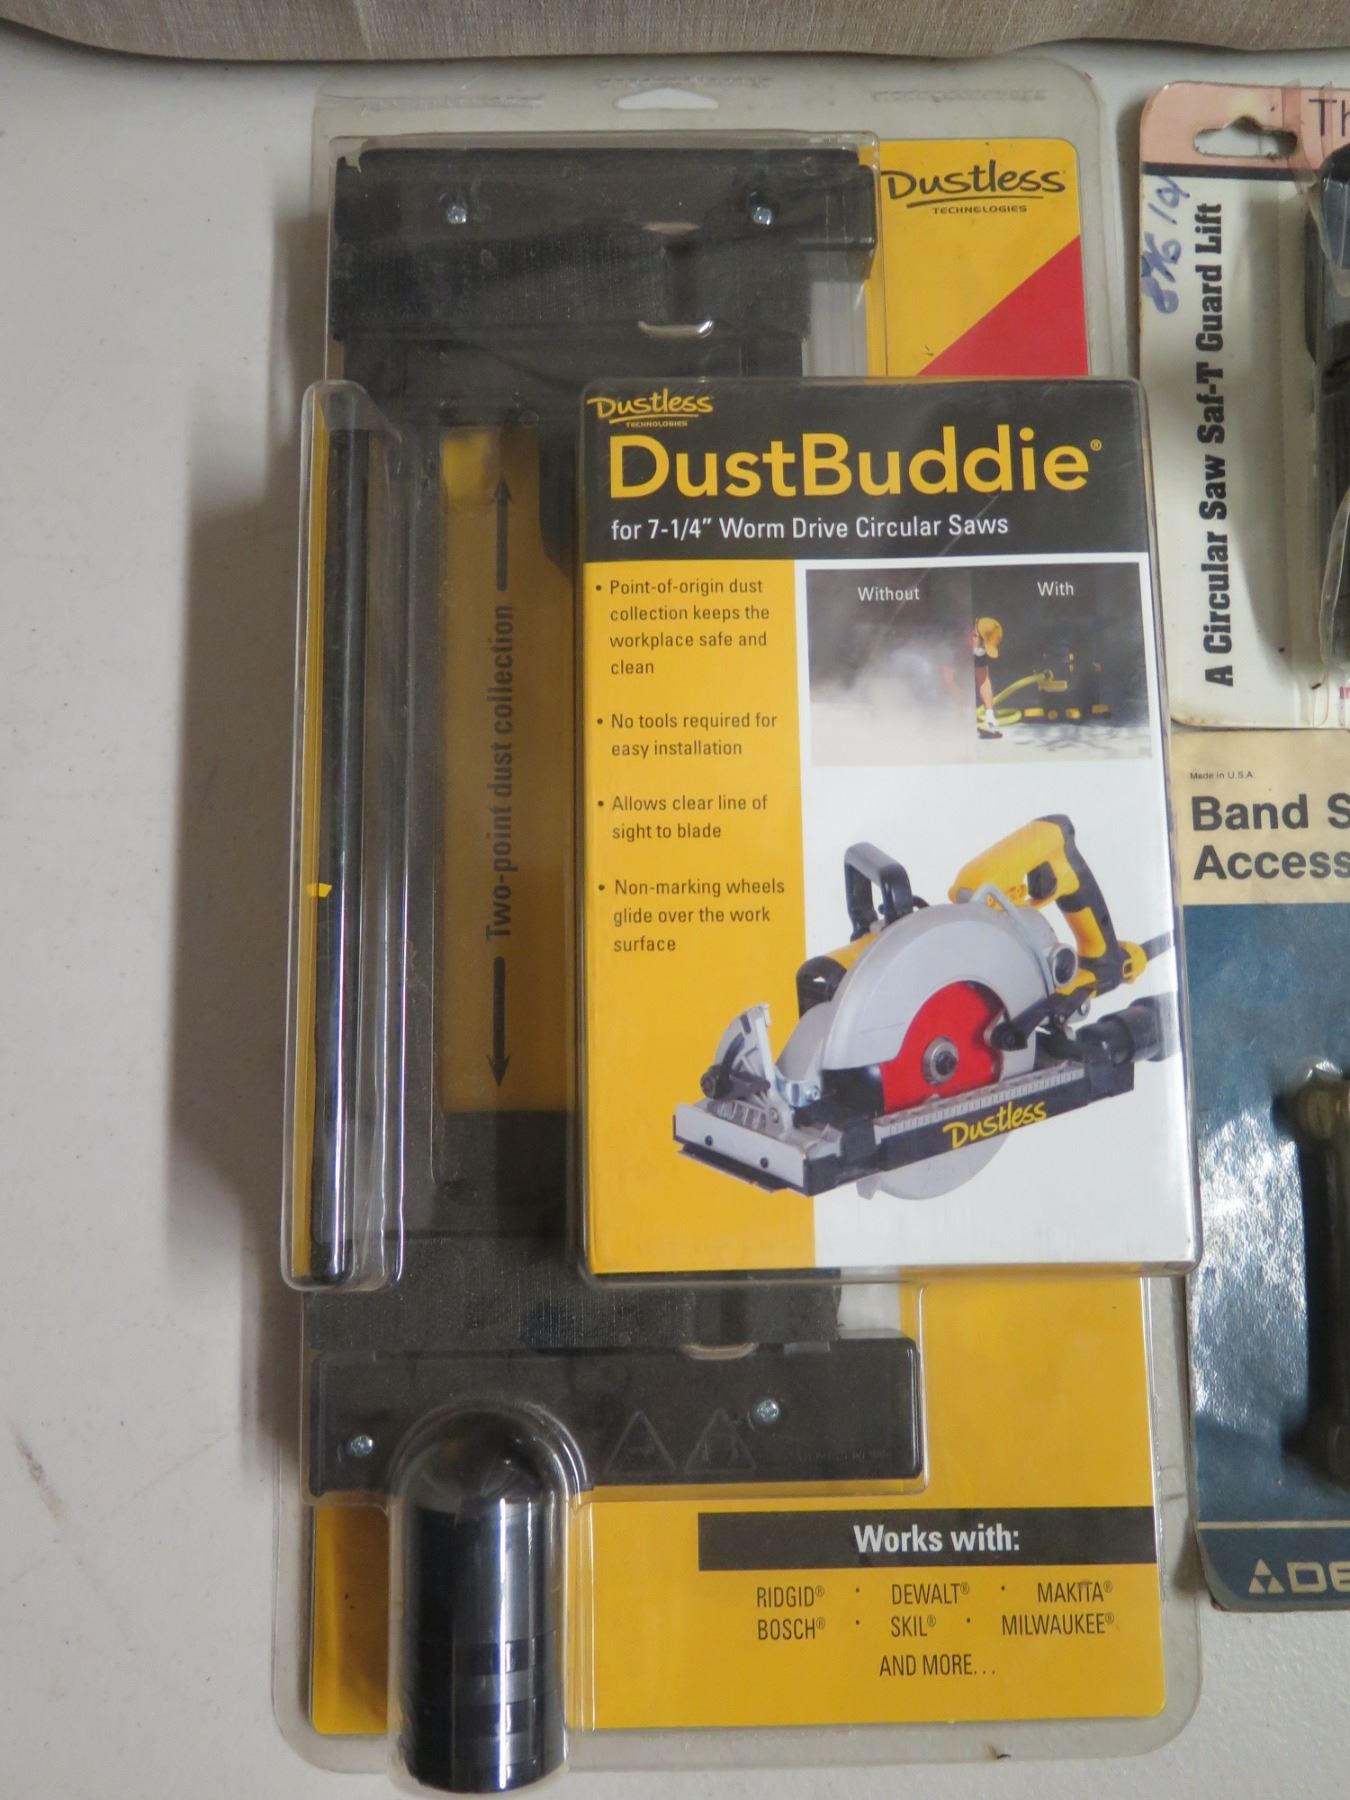 Dustless
TECHNOLOGIES
Dustless
TECHNOLOGIES
DustBuddie®
for 7-1/4" Worm Drive Circular Saws
• Point-of-origin dust
collection keeps the
workplace safe and
clean
• No tools required for
easy installation
• Allows clear line of
sight to blade
• Non-marking wheels
glide over the work
surface
Without
With
Dustless
Two-point dust collection
Works with:
RIDGID® · DEWALT® · MAKITA®
BOSCH® · SKIL® · MILWAUKEE®
AND MORE...
Th
A Circular Saw Saf-T Guard Lift
Made in U.S.A
Band S
Access
DE